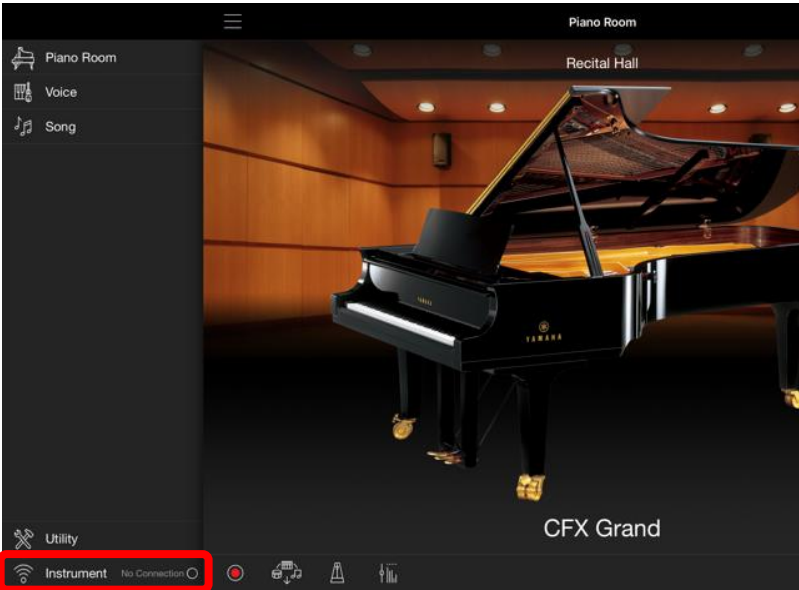 Piano Room
Recital Hall
Piano Room
Voice
Song
YAMAHA
CFX Grand
Utility
Instrument No Connection